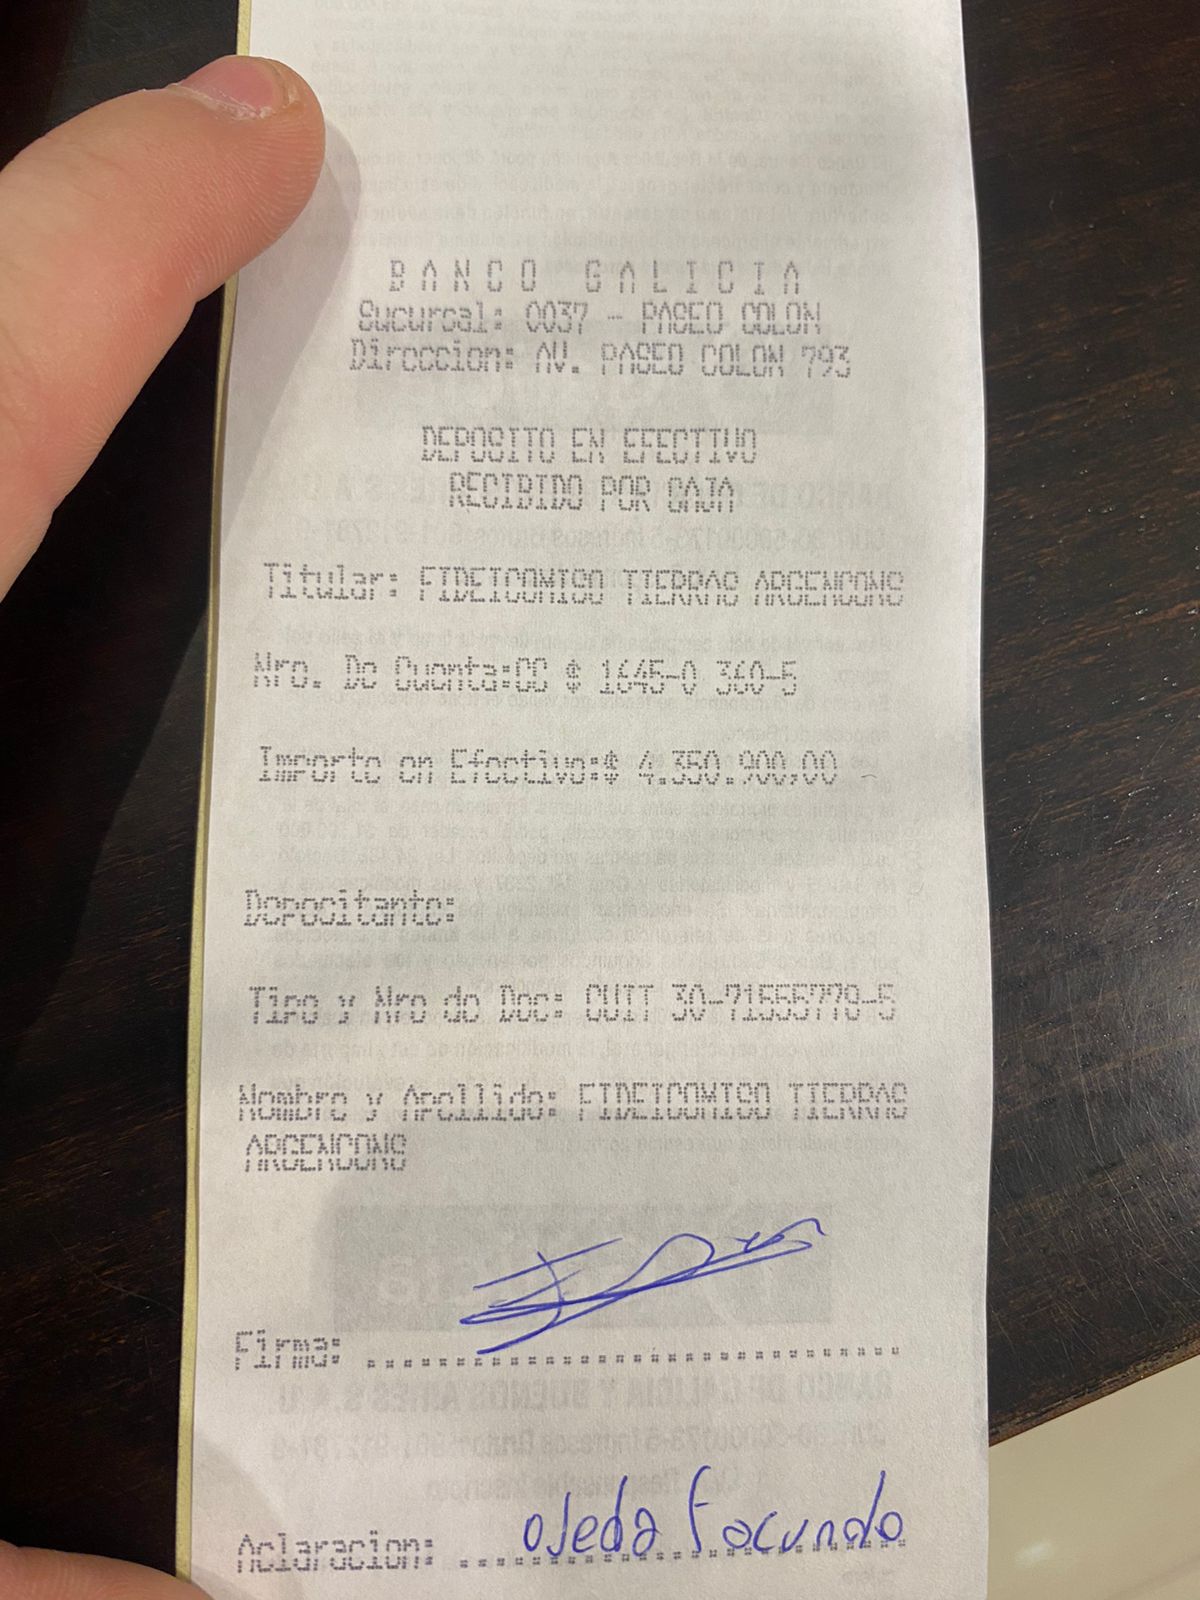 BANCO GALICIA
Sucursal: 0037 - PASEO COLON
Direccion: AV. PASEO COLON 793
DEPOSITO EN EFECTIVO
RECIBIDO POR CAJA
Titular: FIDEICOMISO TIERRAS ARGENCONS
Nro. De Cuenta:CC $ 1645-0 360-5
Importe en Efectivo:$ 4.350.900,00
Depositante:
Tipo y Nro de Doc: CUIT 30-71555770-5
Nombre y Apellido: FIDEICOMISO TIERRAS
ARGENCONS
Firma:
Aclaracion: Ojeda Facundo